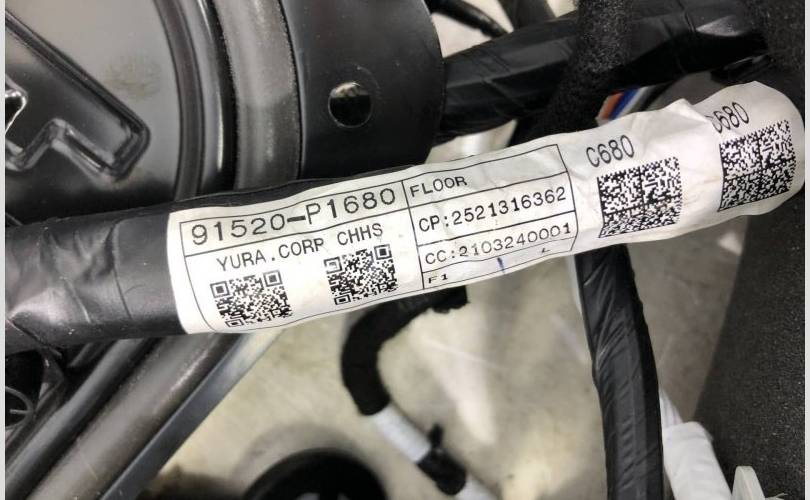 91520-P1680
YURA.CORP CHHS
FLOOR
CP:2521316362
CC:2103240001
F1
L
C680
C680